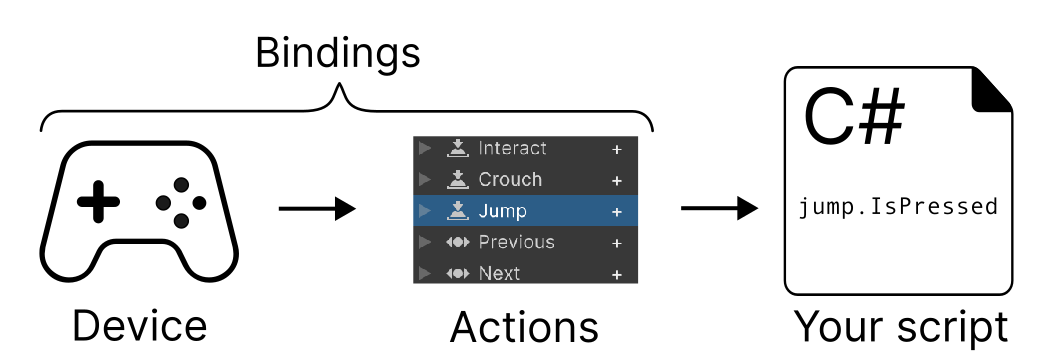 Bindings
Interact +
Crouch +
Jump +
Previous +
Next +
C#
jump.IsPressed
Device
Actions
Your script